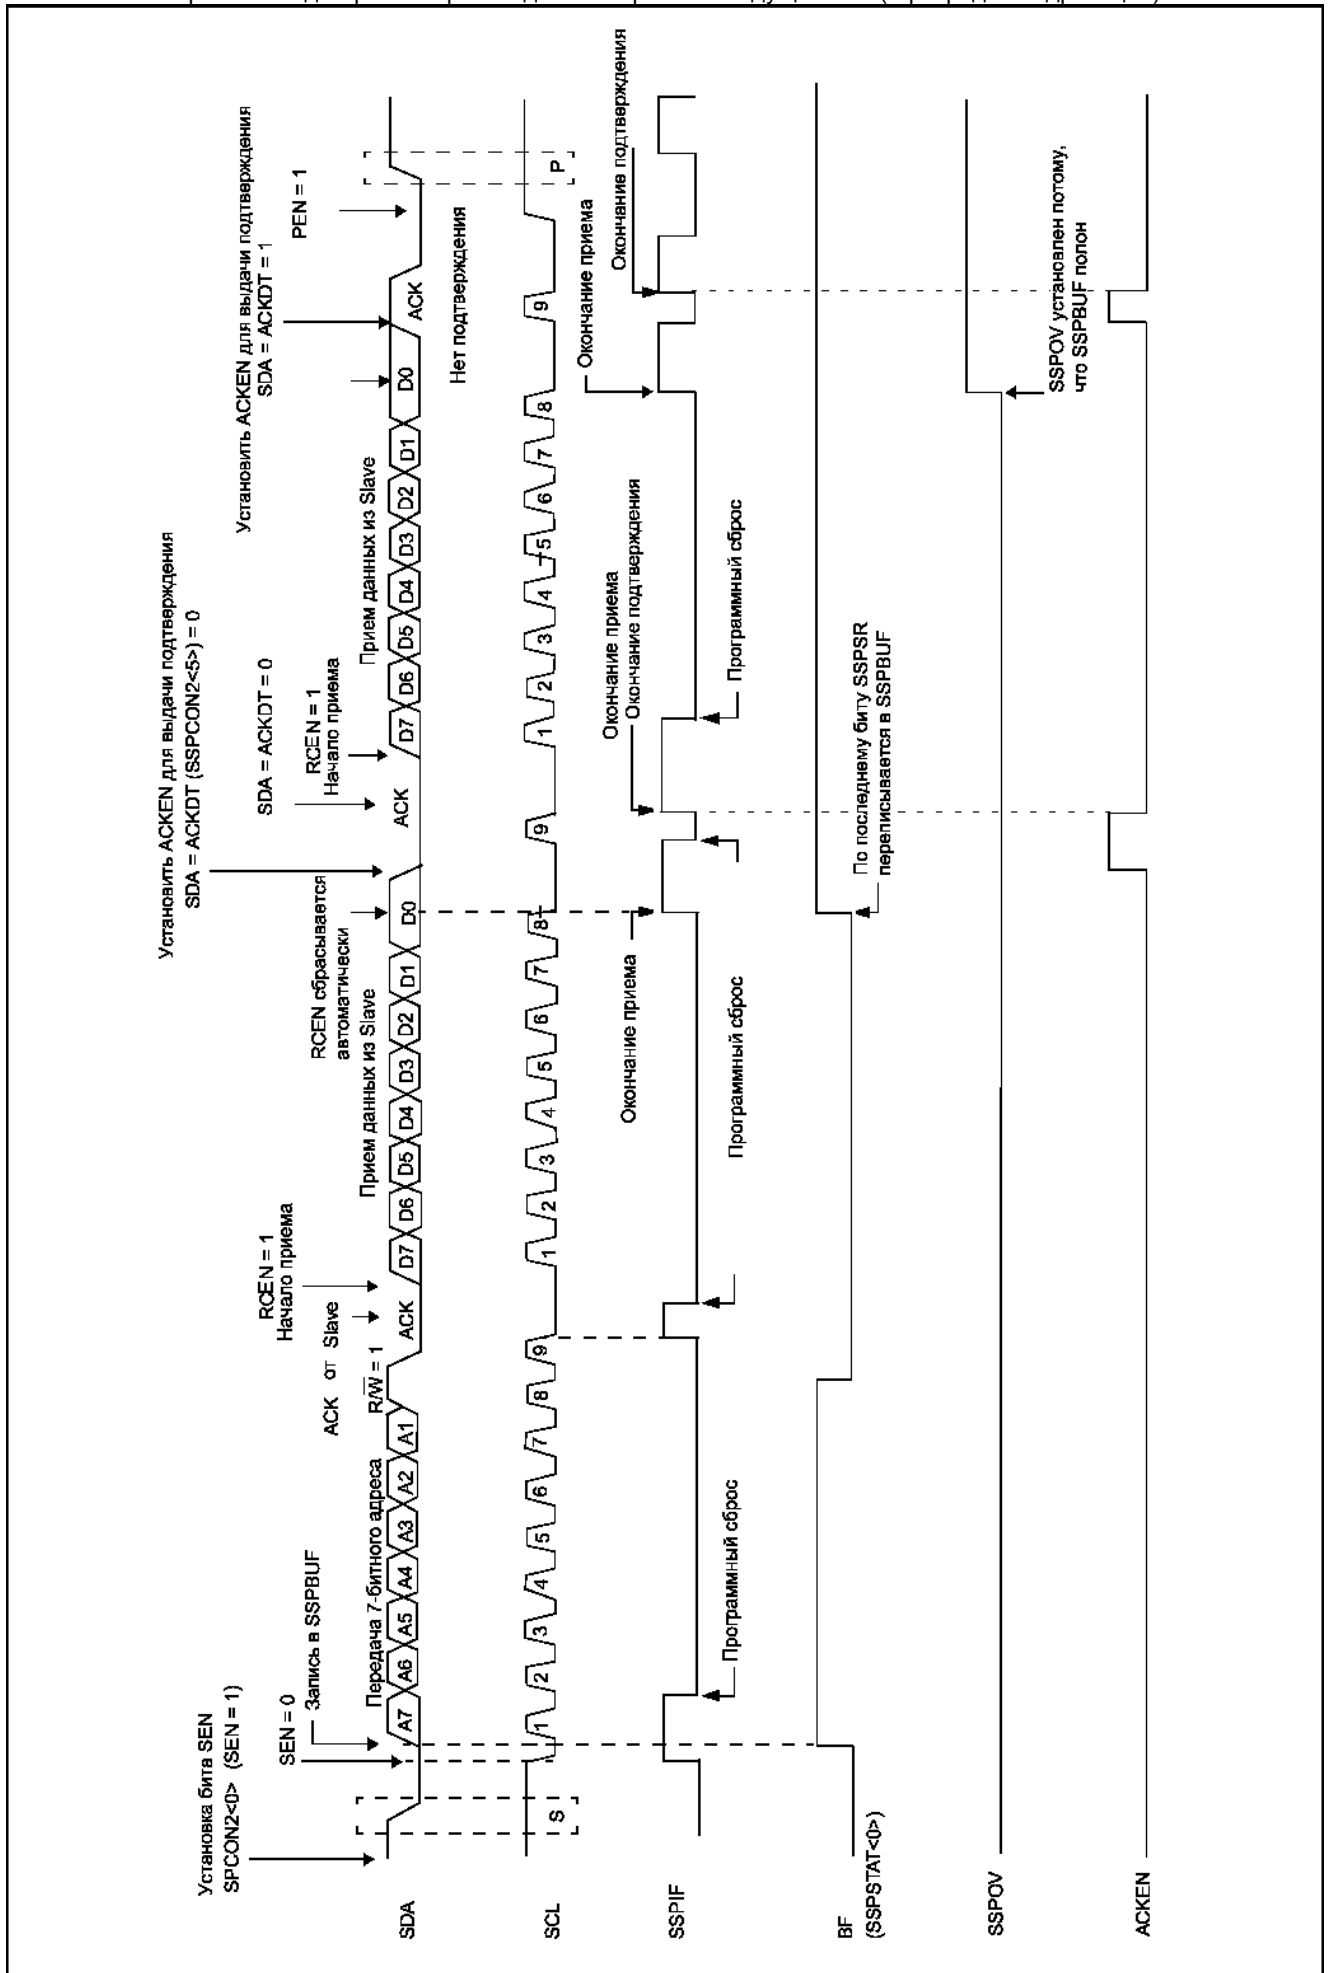 Установка бита SEN
SPCON2<0> (SEN = 1)
SEN = 0
Запись в SSPBUF
Передача 7-битного адреса
R/W = 1
ACK от Slave
RCEN = 1
Начало приема
Прием данных из Slave
RCEN сбрасывается
автоматически
Установить ACKEN для выдачи подтверждения
SDA = ACKDT (SSPCON2<5>) = 0
SDA = ACKDT = 0
RCEN = 1
Начало приема
Прием данных из Slave
Установить ACKEN для выдачи подтверждения
SDA = ACKDT = 1
PEN = 1
SDA
A7 A6 A5 A4 A3 A2 A1 ACK D7 D6 D5 D4 D3 D2 D1 D0 ACK D7 D6 D5 D4 D3 D2 D1 D0 ACK
Нет подтверждения
SCL
S 1 2 3 4 5 6 7 8 9 1 2 3 4 5 6 7 8 9 1 2 3 4 5 6 7 8 9 P
Окончание приема
Окончание приема
Окончание подтверждения
Окончание приема
Окончание подтверждения
SSPIF
Программный сброс
Программный сброс
Программный сброс
BF
(SSPSTAT<0>)
По последнему биту SSPSR
переписывается в SSPBUF
SSPOV
SSPOV установлен потому,
что SSPBUF полон
ACKEN